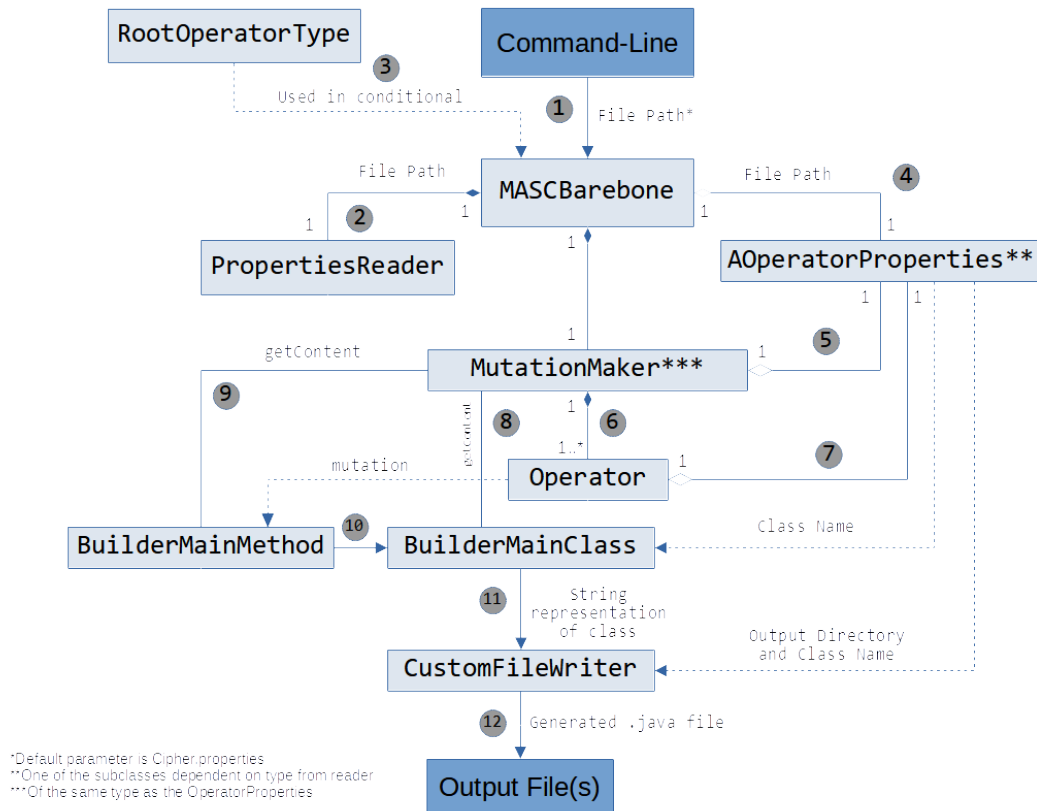 RootOperatorType
Command-Line
3
Used in conditional
1
File Path*
File Path
MASCBarebone
File Path
4
1
1
1
2
1
1
PropertiesReader
AOperatorProperties**
1
1
1
getContent
MutationMaker***
1
5
9
8
1
6
getContent
1..*
mutation
Operator
1
7
BuilderMainMethod
10
BuilderMainClass
Class Name
11
String
representation
of class
Output Directory
and Class Name
CustomFileWriter
12
Generated .java file
Output File(s)
*Default parameter is Cipher.properties
**One of the subclasses dependent on type from reader
***Of the same type as the OperatorProperties